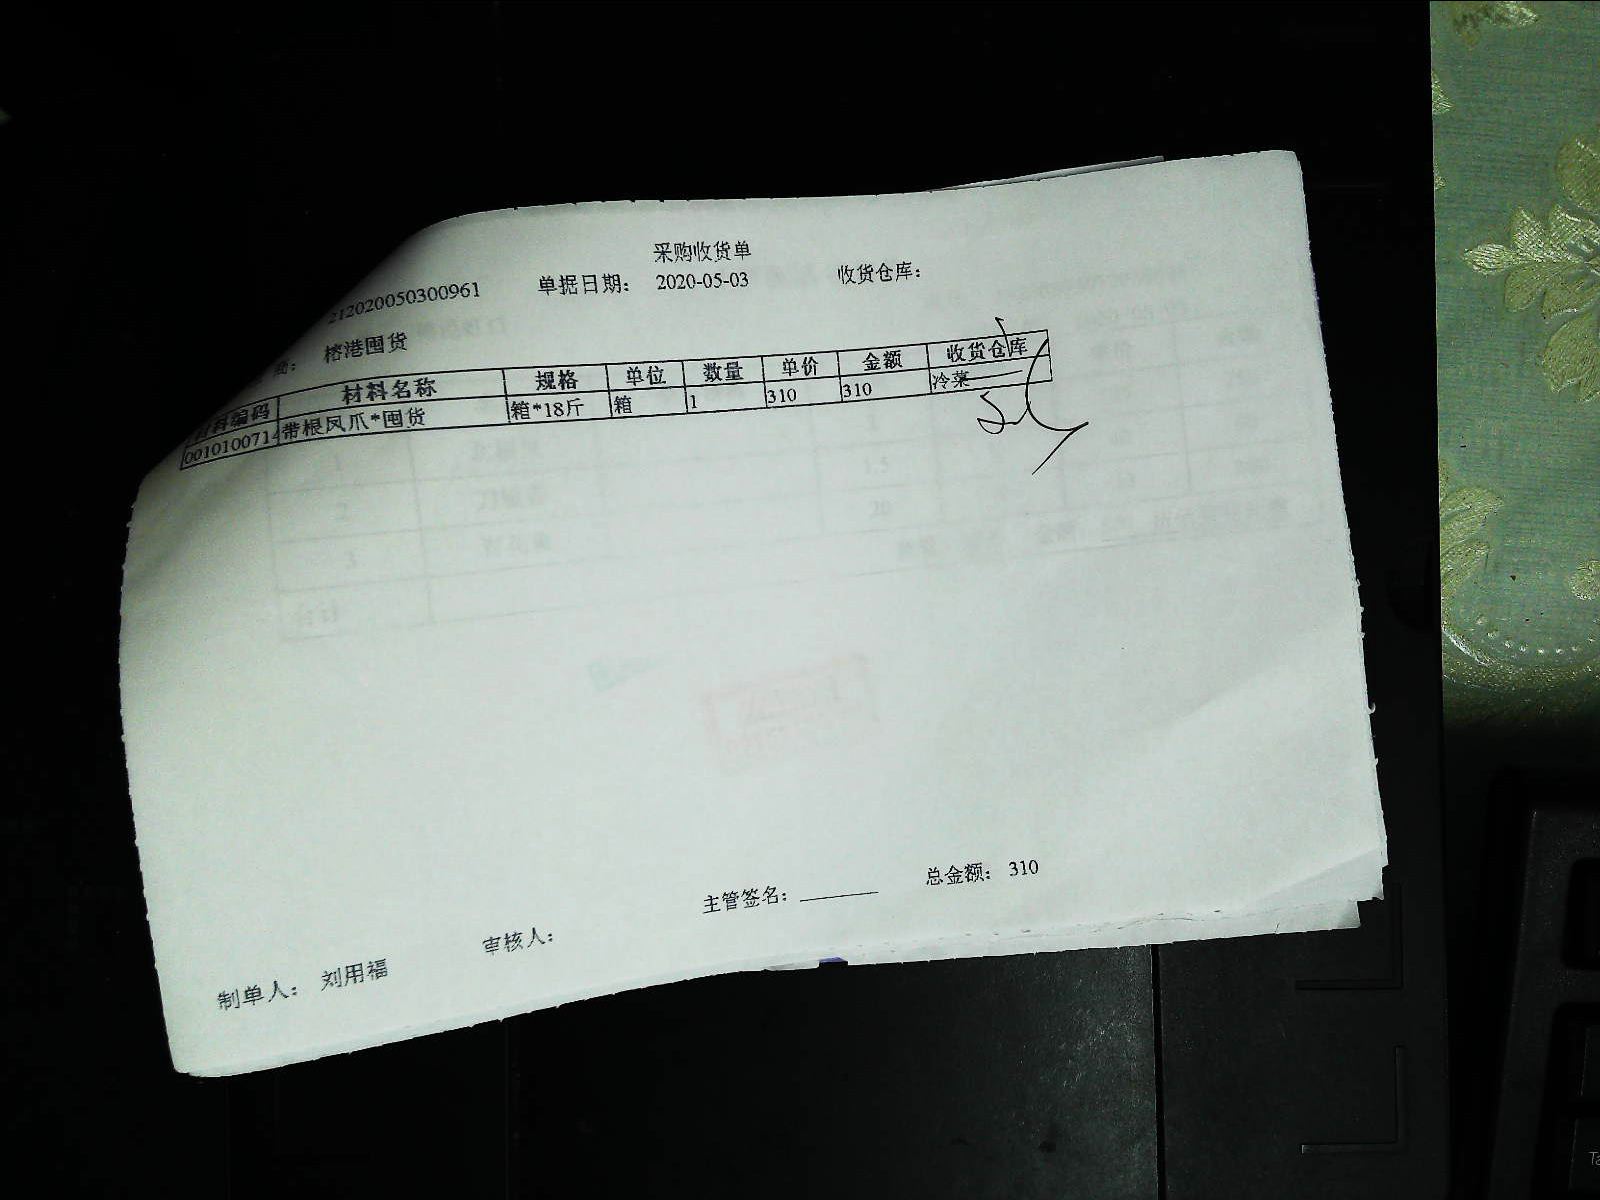 采购收货单
212020050300961 单据日期： 2020-05-03 收货仓库：
商： 榕港囤货
材料编码 材料名称 规格 单位 数量 单价 金额 收货仓库
001010071 带根凤爪*囤货 箱*18斤 箱 1 310 310 冷菜
主管签名： 总金额： 310
制单人： 刘用福 审核人：